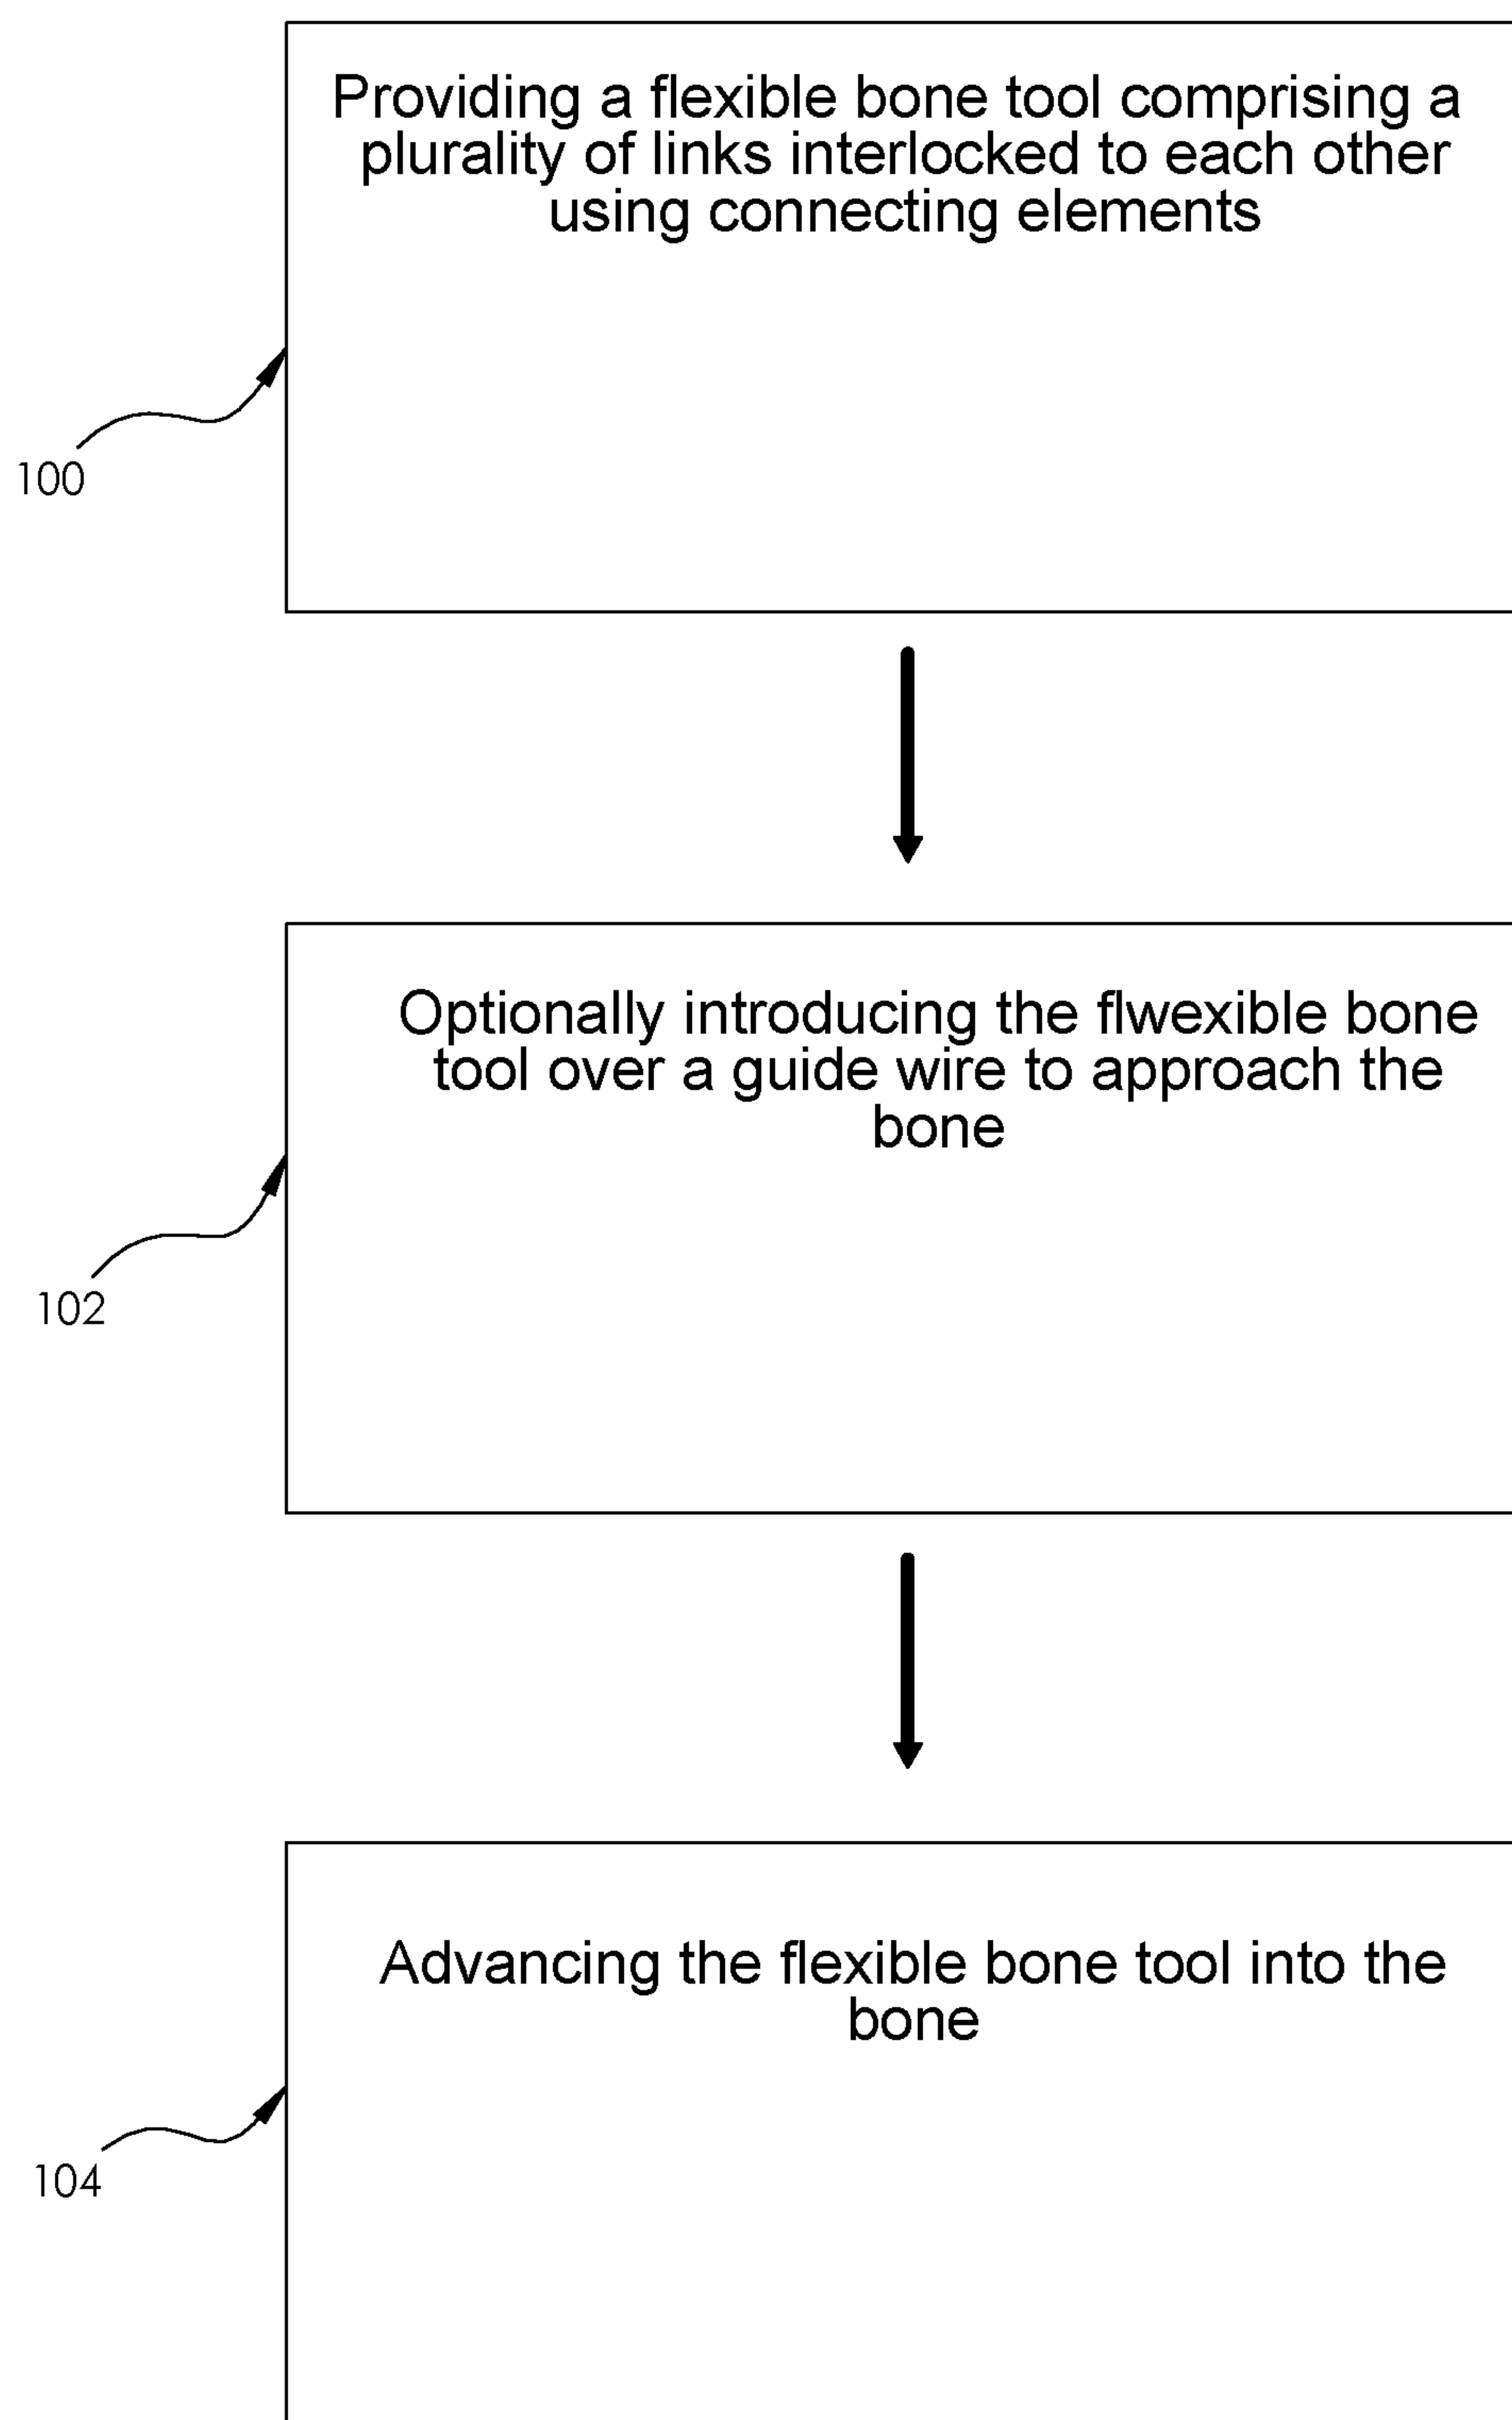 Providing a flexible bone tool comprising a
plurality of links interlocked to each other
using connecting elements
100
Optionally introducing the flwexible bone
tool over a guide wire to approach the
bone
102
Advancing the flexible bone tool into the
bone
104